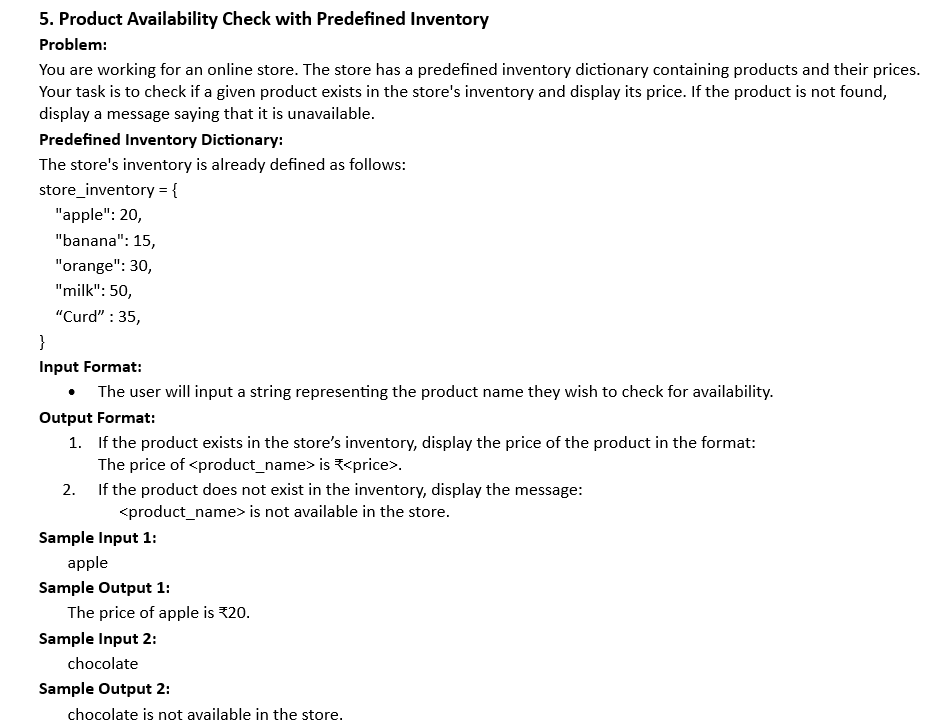 5. Product Availability Check with Predefined Inventory
Problem:
You are working for an online store. The store has a predefined inventory dictionary containing products and their prices.
Your task is to check if a given product exists in the store's inventory and display its price. If the product is not found,
display a message saying that it is unavailable.
Predefined Inventory Dictionary:
The store's inventory is already defined as follows:
store_inventory = {
"apple": 20,
"banana": 15,
"orange": 30,
"milk": 50,
“Curd” : 35,
}
Input Format:
• The user will input a string representing the product name they wish to check for availability.
Output Format:
1. If the product exists in the store’s inventory, display the price of the product in the format:
The price of <product_name> is ₹<price>.
2. If the product does not exist in the inventory, display the message:
<product_name> is not available in the store.
Sample Input 1:
apple
Sample Output 1:
The price of apple is ₹20.
Sample Input 2:
chocolate
Sample Output 2:
chocolate is not available in the store.